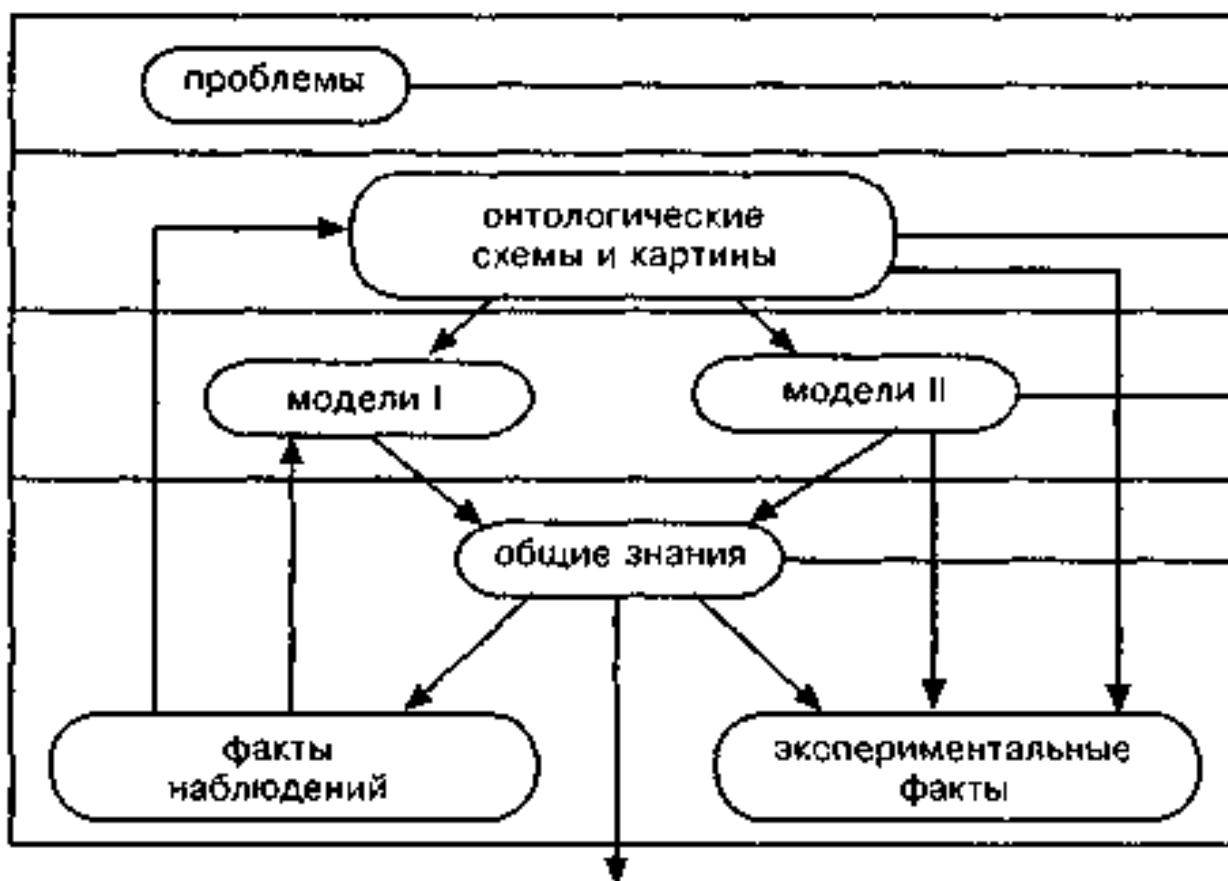 проблемы
онтологические
схемы и картины
модели I
модели II
общие знания
факты
наблюдений
экспериментальные
факты